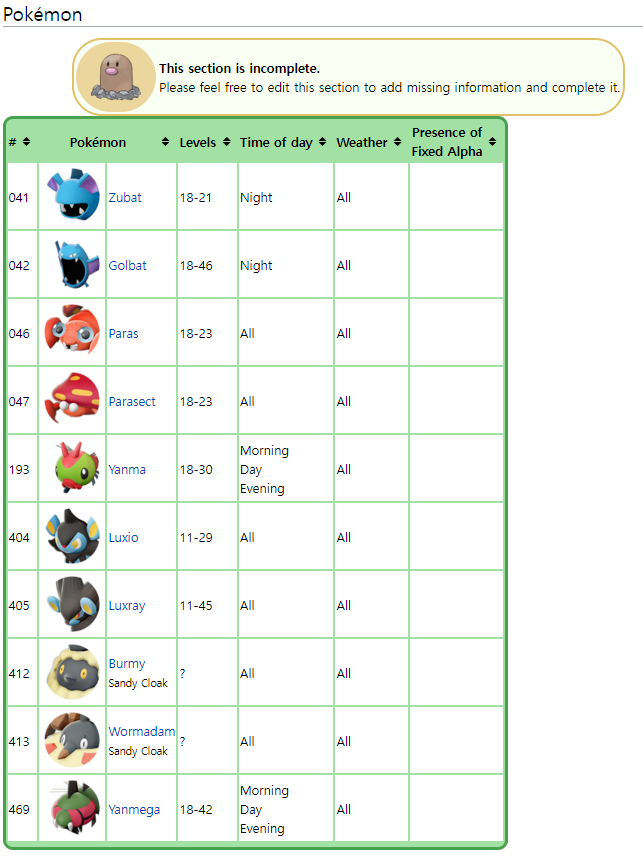 Pokémon
This section is incomplete.
Please feel free to edit this section to add missing information and complete it.
# Pokémon Levels Time of day Weather Presence of Fixed Alpha
041 Zubat 18-21 Night All
042 Golbat 18-46 Night All
046 Paras 18-23 All All
047 Parasect 18-23 All All
193 Yanma 18-30 Morning Day Evening All
404 Luxio 11-29 All All
405 Luxray 11-45 All All
412 Burmy Sandy Cloak ? All All
413 Wormadam Sandy Cloak ? All All
469 Yanmega 18-42 Morning Day Evening All